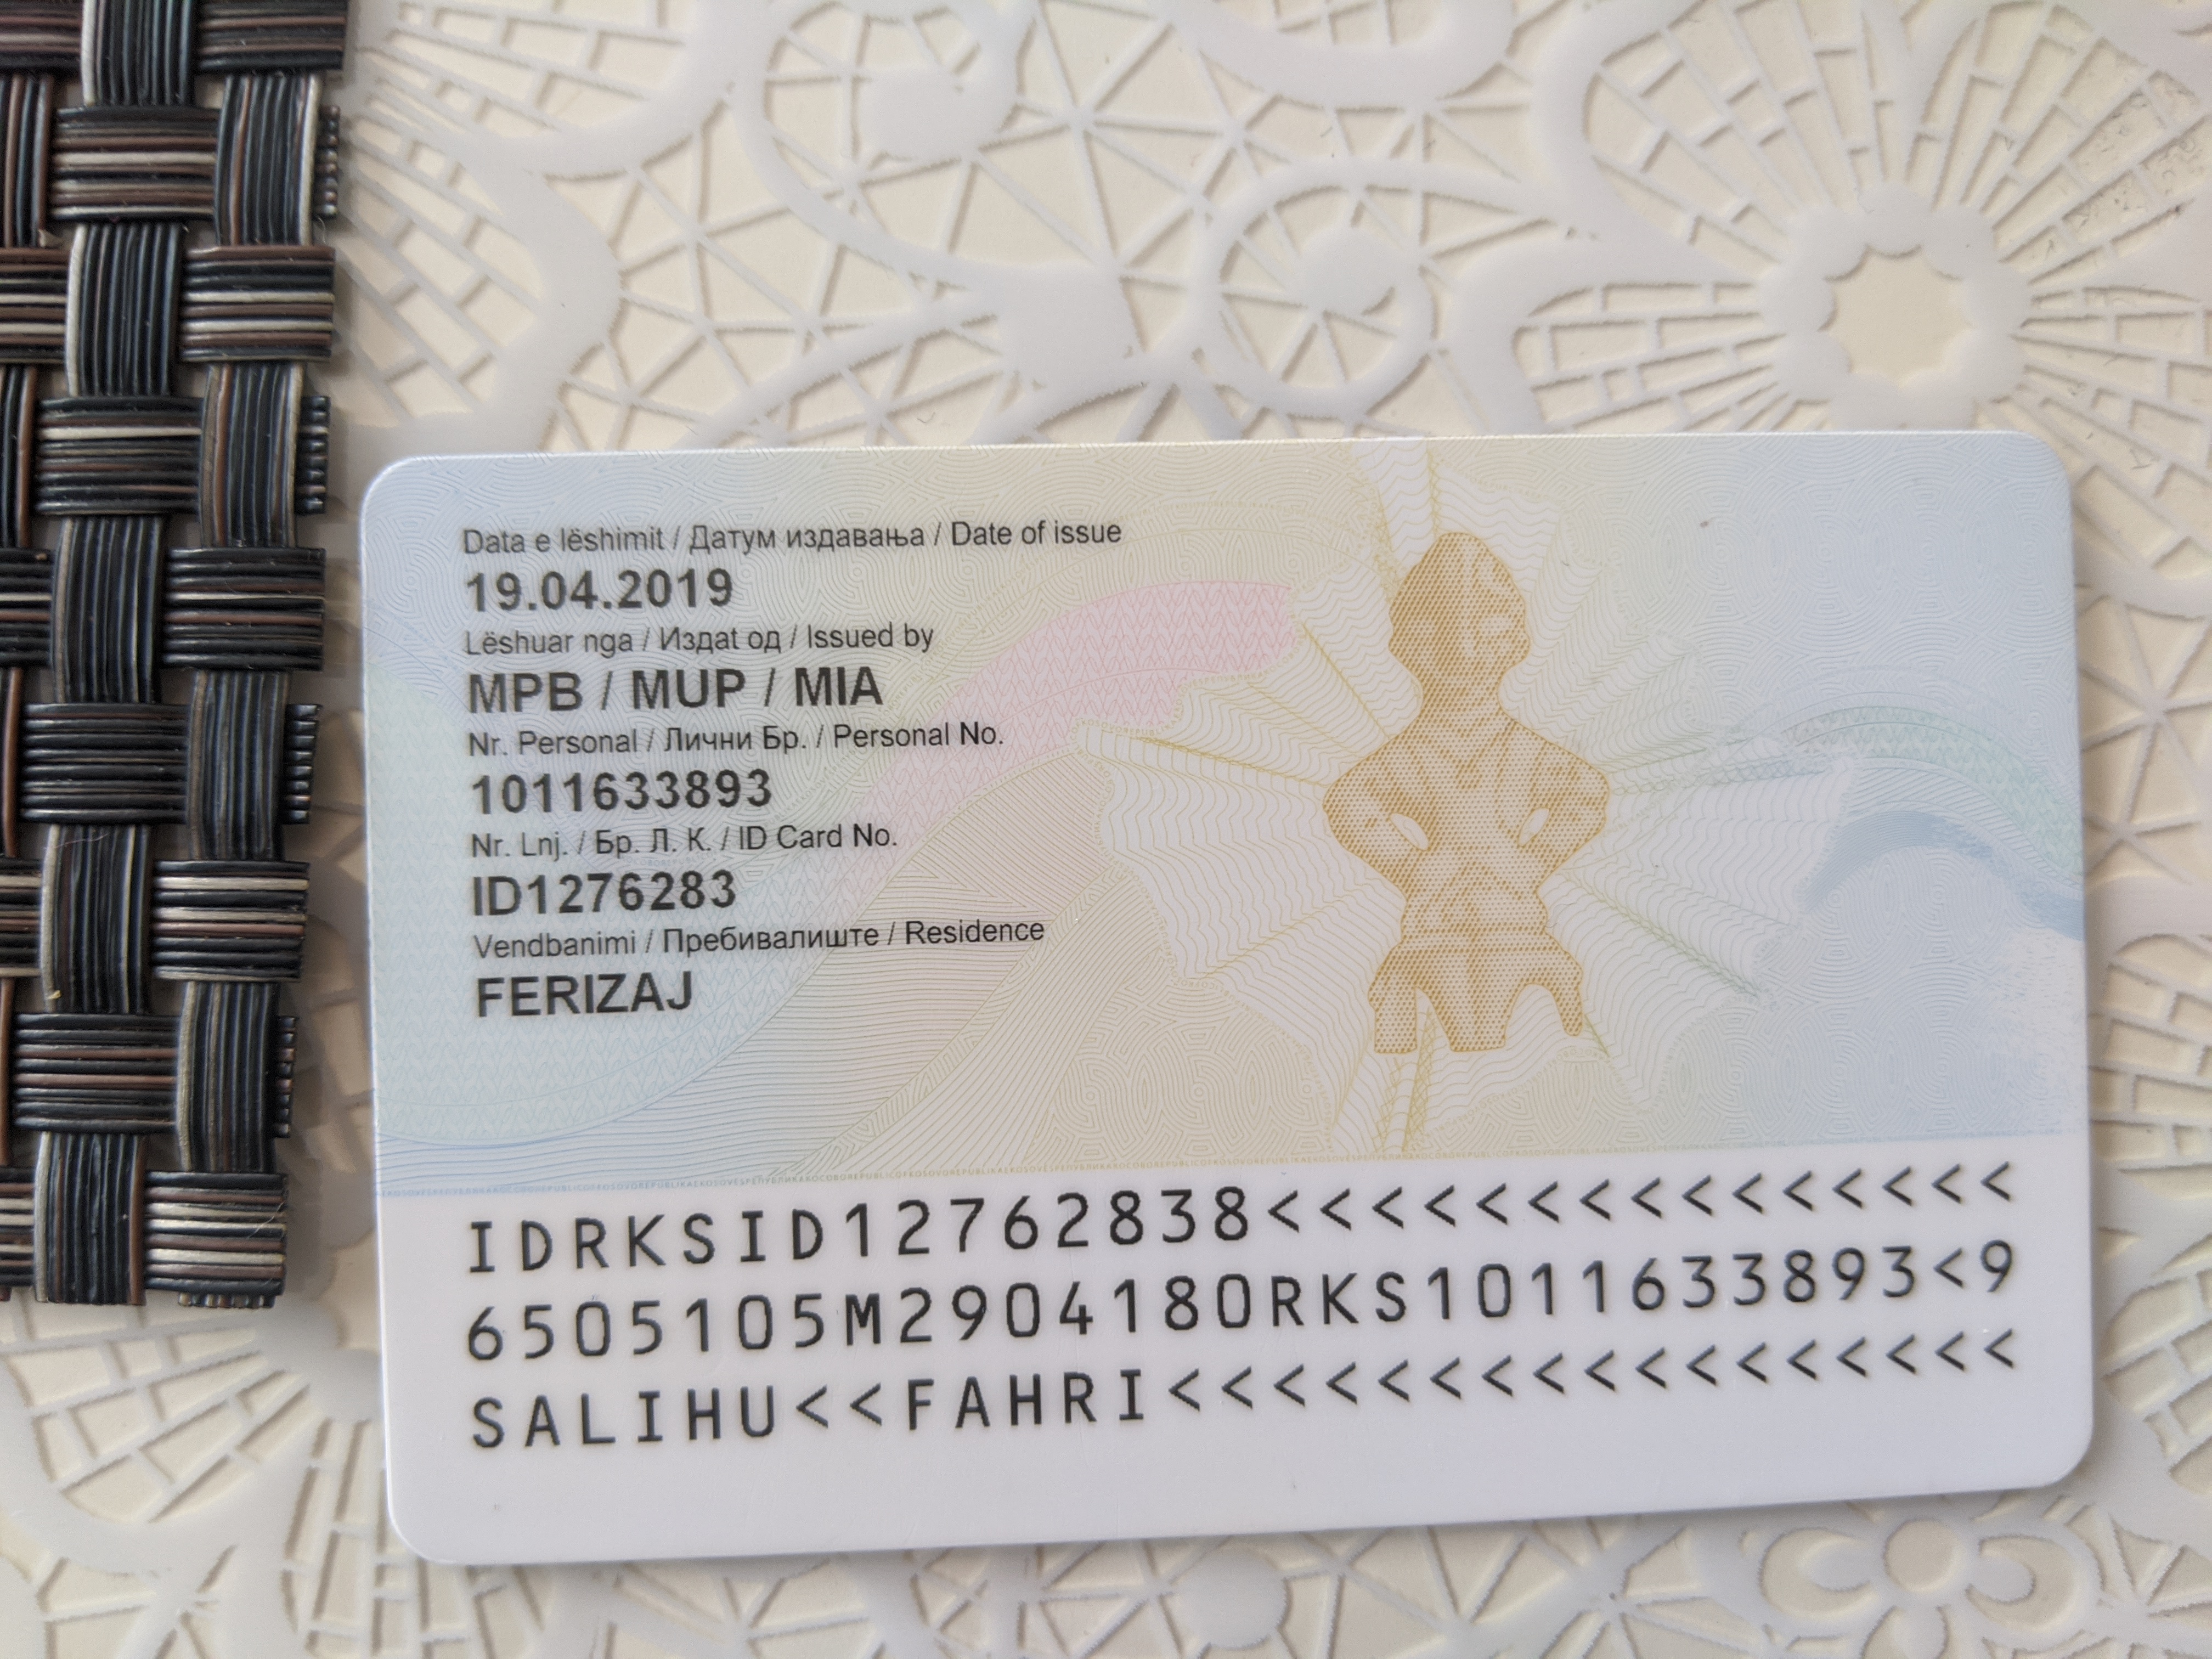 Data e lëshimit / Датум издавања / Date of issue
19.04.2019
Lëshuar nga / Издат од / Issued by
MPB / MUP / MIA
Nr. Personal / Лични Бр. / Personal No.
1011633893
Nr. Lnj. / Бр. Л. К. / ID Card No.
ID1276283
Vendbanimi / Пребивалиште / Residence
FERIZAJ
IDRKSID12762838<<<<<<<<<<<<<<<
6505105M2904180RKS1011633893<9
SALIHU<<FAHRI<<<<<<<<<<<<<<<<<